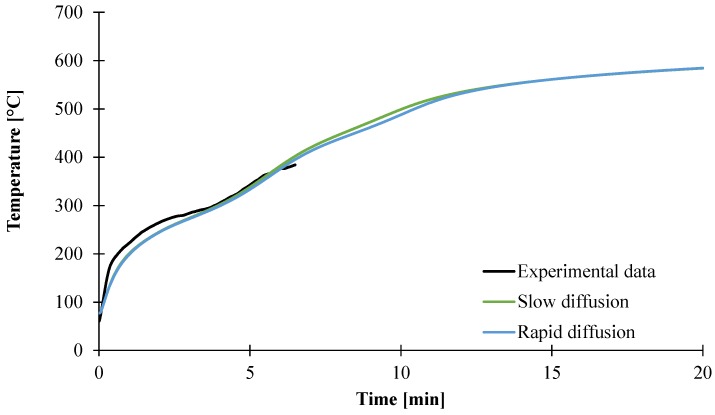 700
600
500
400
300
200
100
0
Temperature [°C]
Experimental data
Slow diffusion
Rapid diffusion
0 5 10 15 20
Time [min]